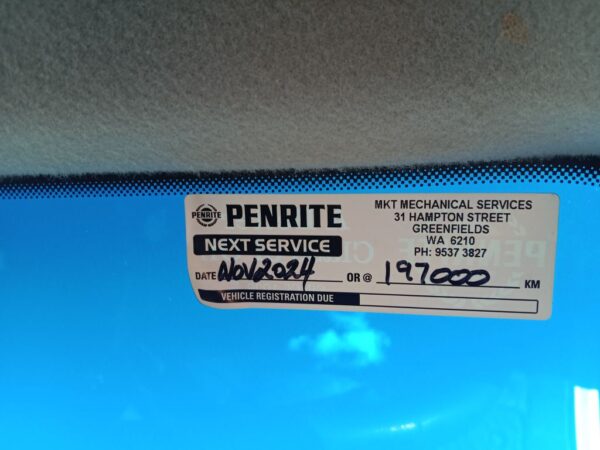 PENRITE
PENRITE
NEXT SERVICE
DATE NOV2024 OR @ 197000 KM
VEHICLE REGISTRATION DUE
MKT MECHANICAL SERVICES
31 HAMPTON STREET
GREENFIELDS
WA 6210
PH: 9537 3827